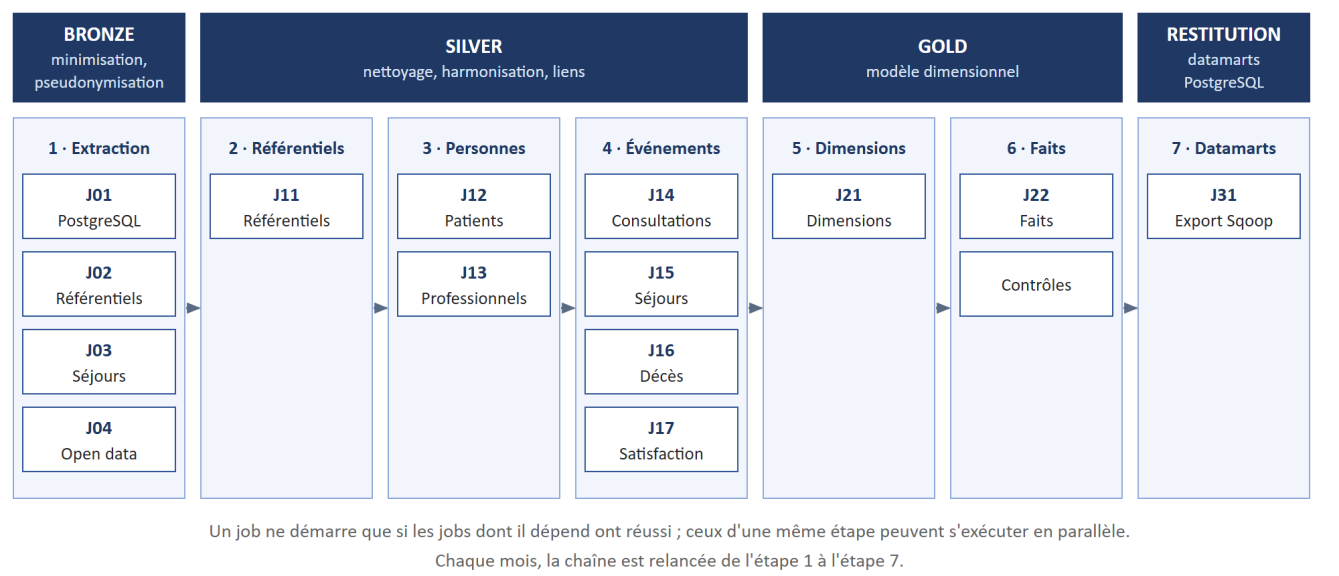 BRONZE
minimisation,
pseudonymisation
SILVER
nettoyage, harmonisation, liens
GOLD
modèle dimensionnel
RESTITUTION
datamarts
PostgreSQL
1 · Extraction
J01
PostgreSQL
J02
Référentiels
J03
Séjours
J04
Open data
2 · Référentiels
J11
Référentiels
3 · Personnes
J12
Patients
J13
Professionnels
4 · Événements
J14
Consultations
J15
Séjours
J16
Décès
J17
Satisfaction
5 · Dimensions
J21
Dimensions
6 · Faits
J22
Faits
Contrôles
7 · Datamarts
J31
Export Sqoop
Un job ne démarre que si les jobs dont il dépend ont réussi ; ceux d'une même étape peuvent s'exécuter en parallèle.
Chaque mois, la chaîne est relancée de l'étape 1 à l'étape 7.